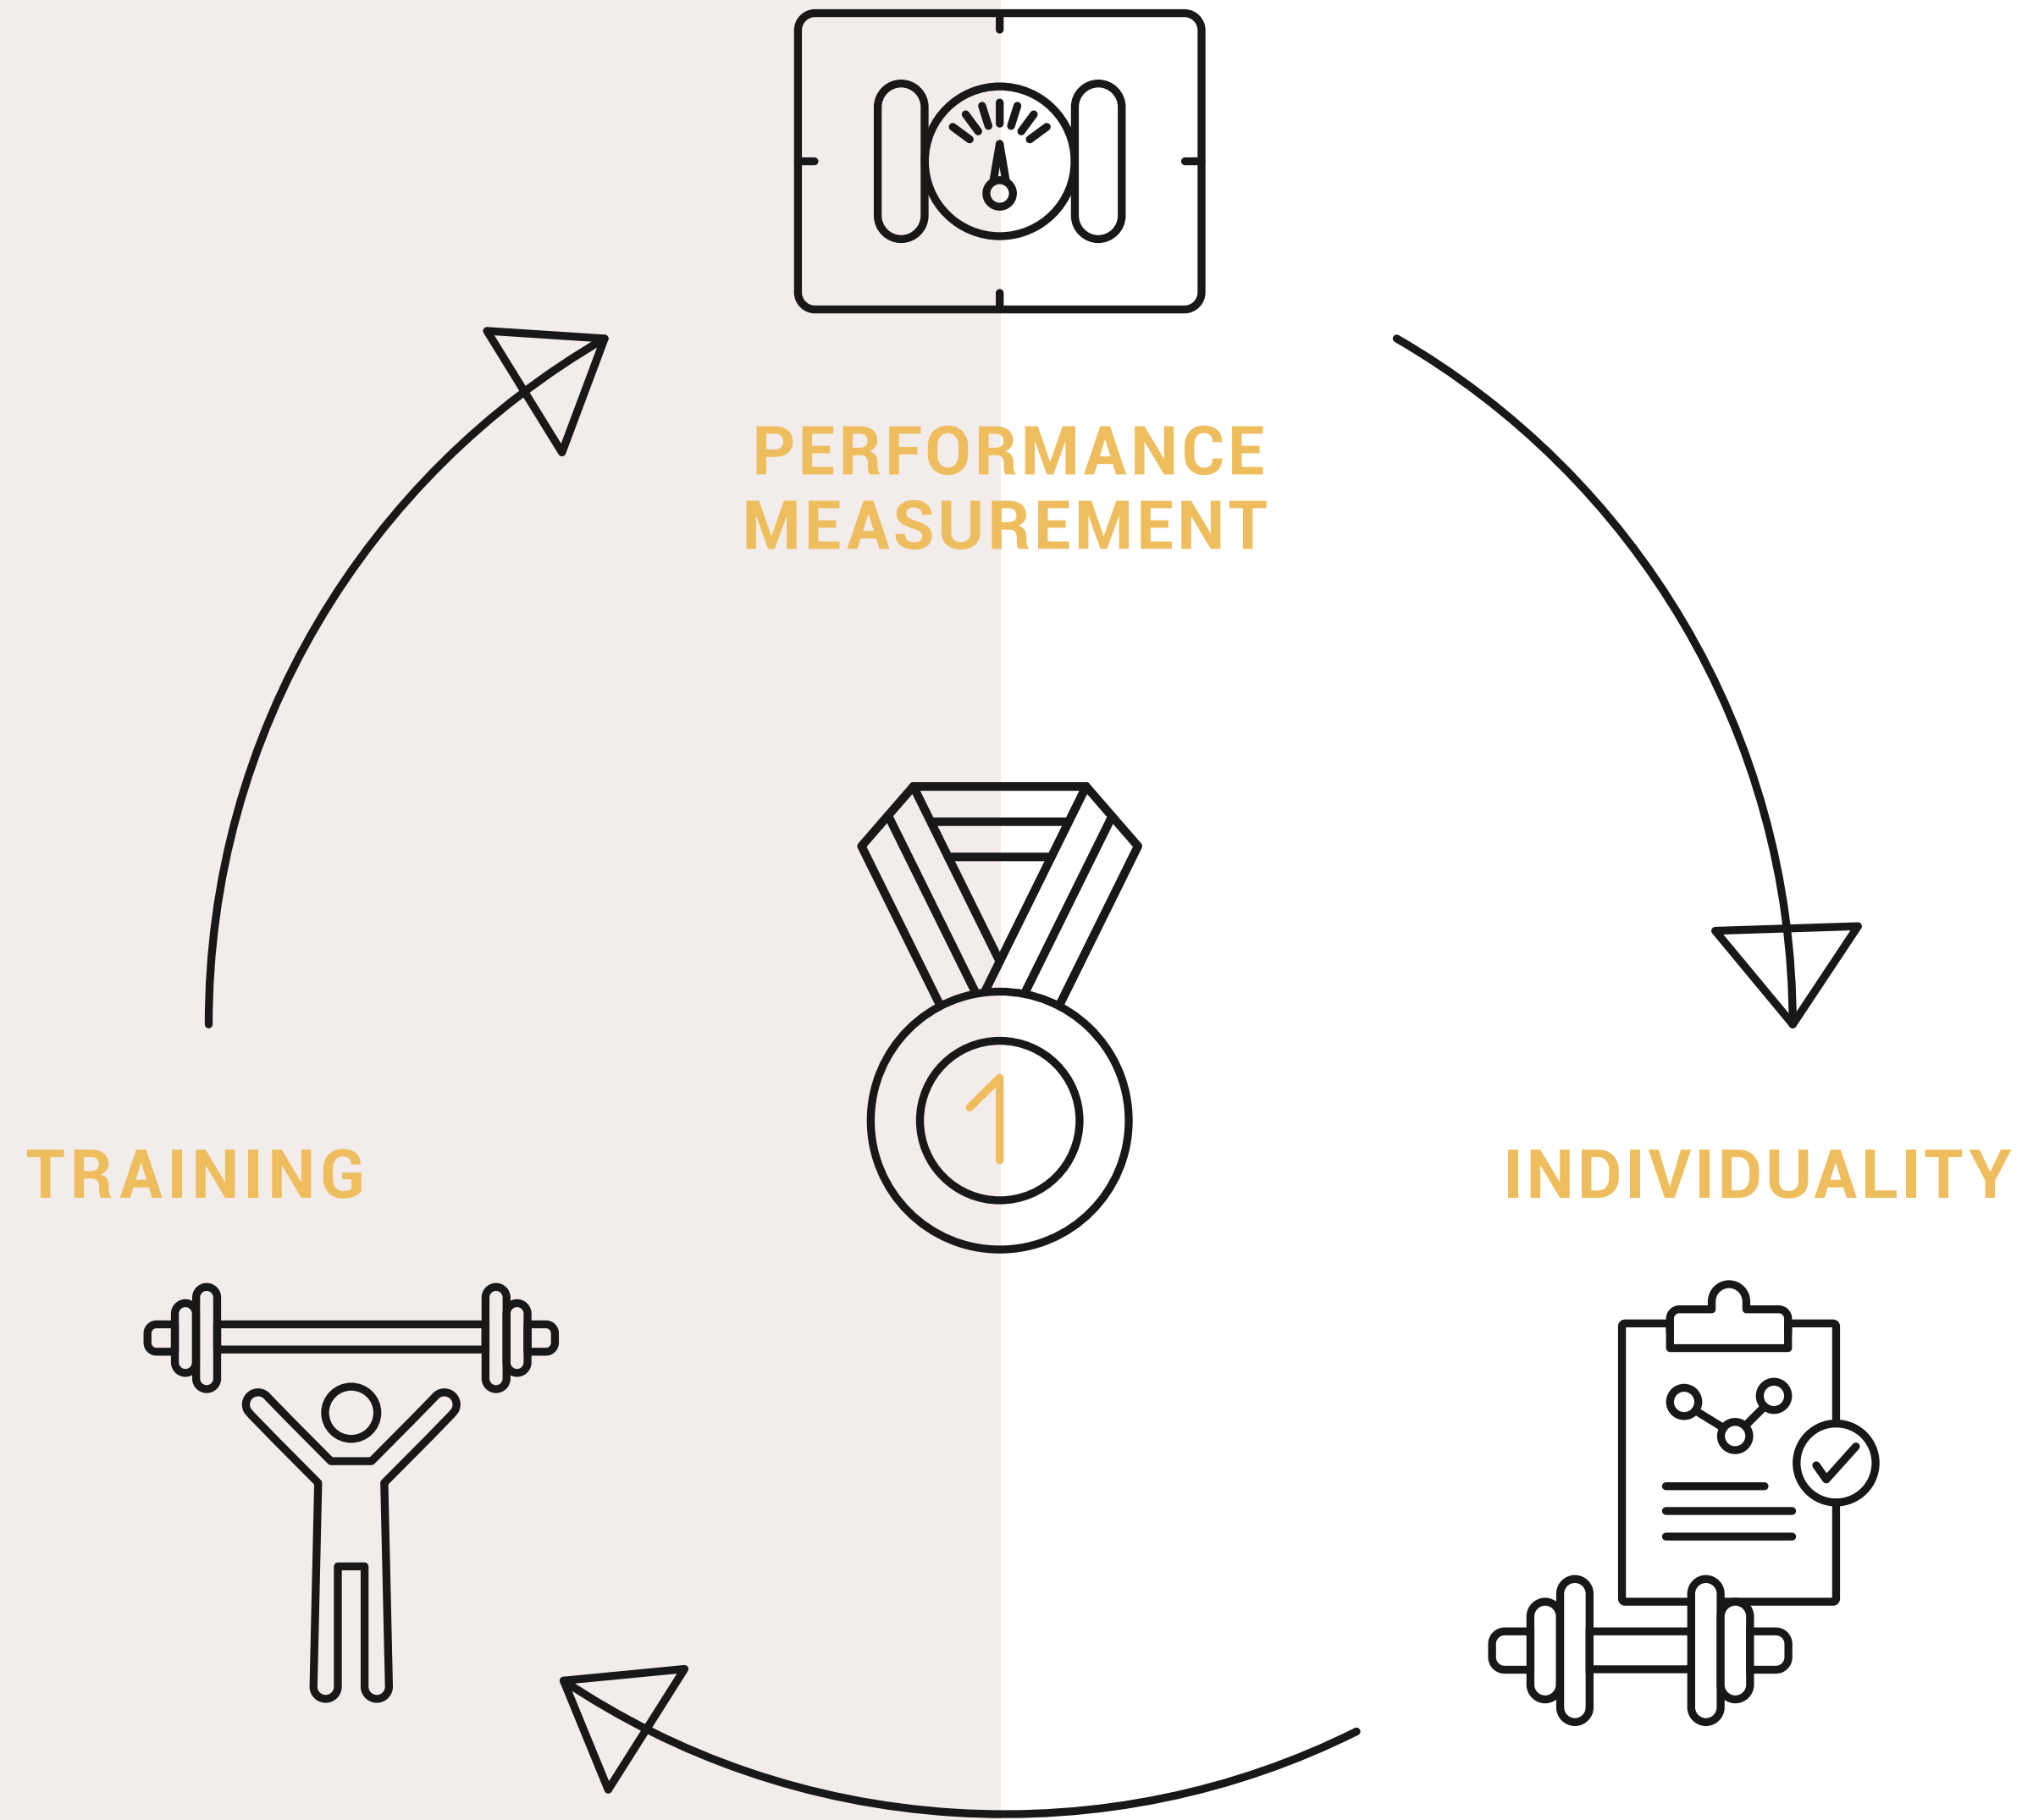 PERFORMANCE
MEASUREMENT
1
TRAINING
INDIVIDUALITY